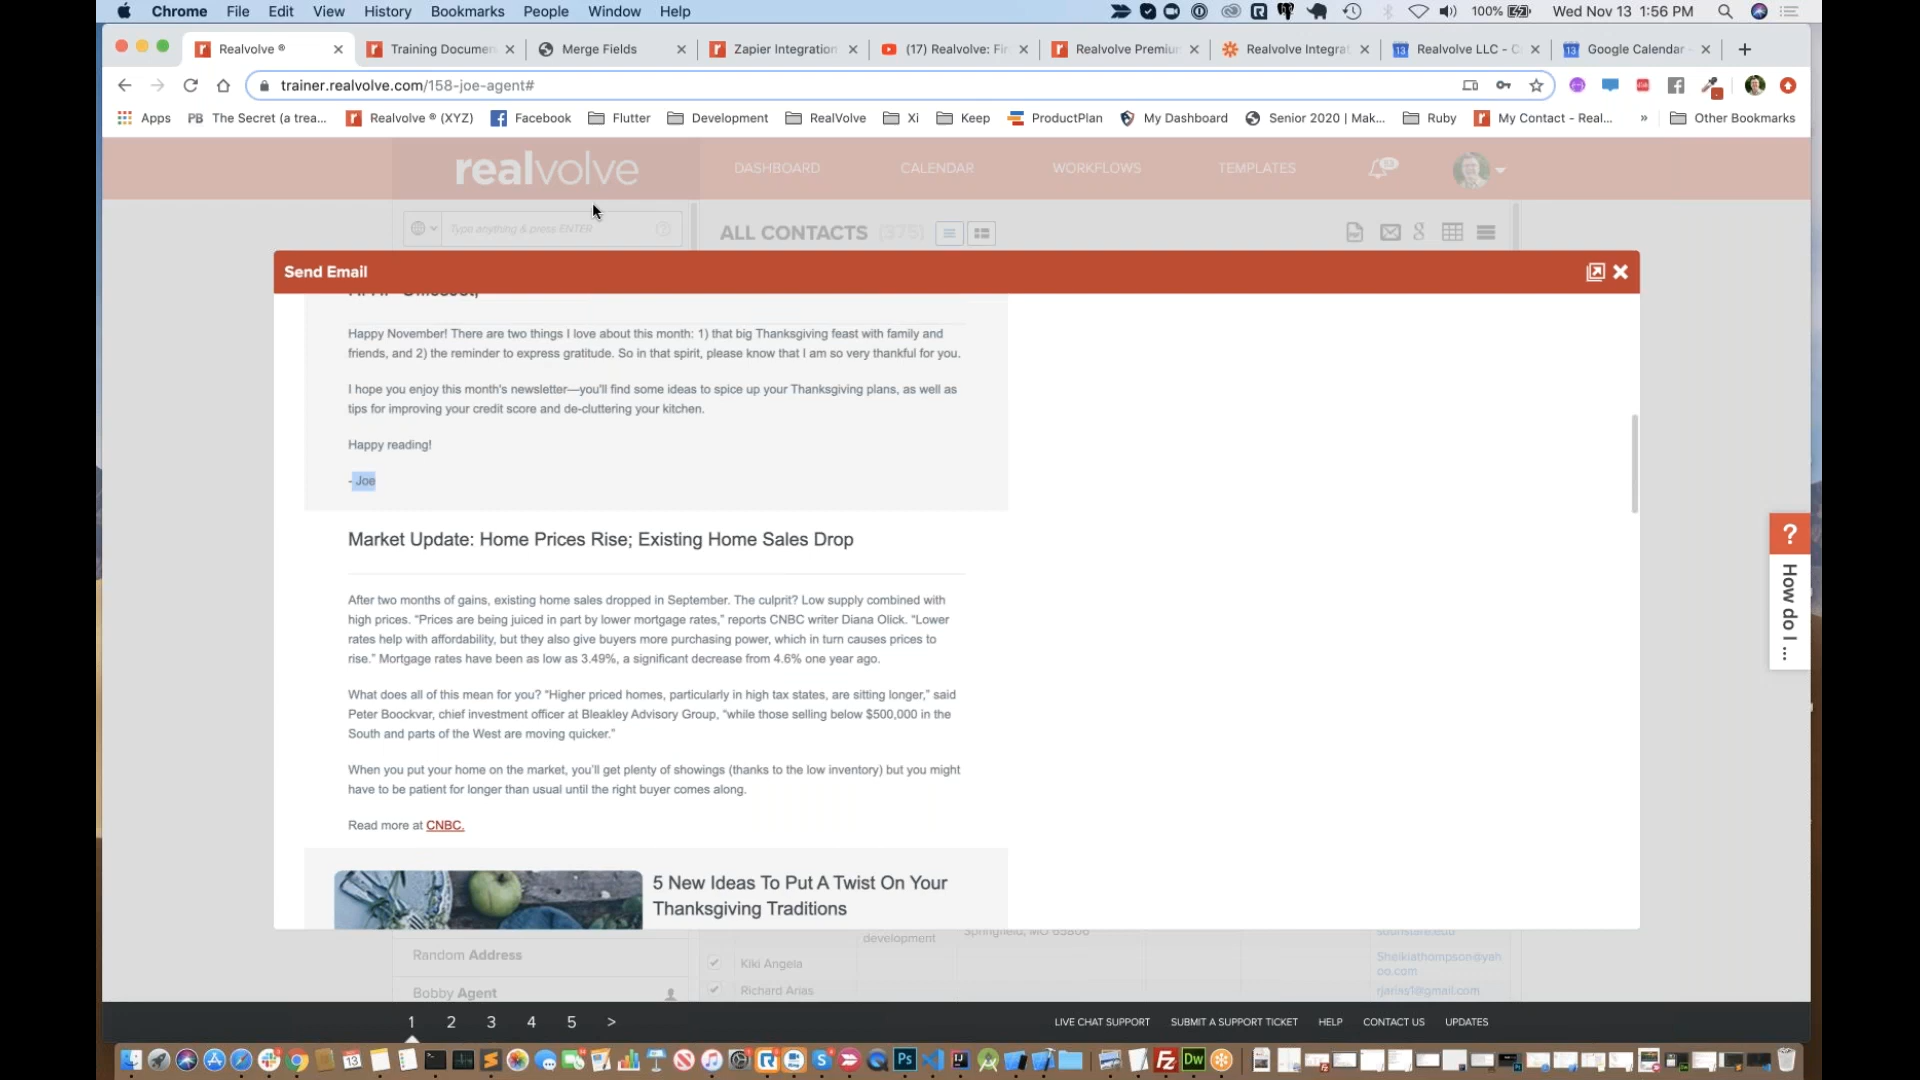 Chrome File Edit View History Bookmarks People Window Help 100% Wed Nov 13 1:56 PM
Realvolve ® Training Documen Merge Fields Zapier Integration (17) Realvolve: Fir Realvolve Premiu Realvolve Integra Realvolve LLC - C Google Calendar -
trainer.realvolve.com/158-joe-agent#
Apps The Secret (a trea... Realvolve ® (XYZ) Facebook Flutter Development RealVolve Xi Keep ProductPlan My Dashboard Senior 2020 | Mak... Ruby My Contact - Real... » Other Bookmarks
realvolve DASHBOARD CALENDAR WORKFLOWS TEMPLATES
Type anything & press ENTER
ALL CONTACTS (375)
Send Email
Happy November! There are two things I love about this month: 1) that big Thanksgiving feast with family and
friends, and 2) the reminder to express gratitude. So in that spirit, please know that I am so very thankful for you.
I hope you enjoy this month's newsletter—you'll find some ideas to spice up your Thanksgiving plans, as well as
tips for improving your credit score and de-cluttering your kitchen.
Happy reading!
- Joe
Market Update: Home Prices Rise; Existing Home Sales Drop
After two months of gains, existing home sales dropped in September. The culprit? Low supply combined with
high prices. “Prices are being juiced in part by lower mortgage rates,” reports CNBC writer Diana Olick. “Lower
rates help with affordability, but they also give buyers more purchasing power, which in turn causes prices to
rise.” Mortgage rates have been as low as 3.49%, a significant decrease from 4.6% one year ago.
What does all of this mean for you? “Higher priced homes, particularly in high tax states, are sitting longer,” said
Peter Boockvar, chief investment officer at Bleakley Advisory Group, “while those selling below $500,000 in the
South and parts of the West are moving quicker.”
When you put your home on the market, you’ll get plenty of showings (thanks to the low inventory) but you might
have to be patient for longer than usual until the right buyer comes along.
Read more at CNBC.
5 New Ideas To Put A Twist On Your
Thanksgiving Traditions
? How do I ...
development Springfield, MO 65806
Random Address
Kiki Angela Sheiklathompson@yah
oo.com
Bobby Agent
Richard Arias rjarias1@gmail.com
1 2 3 4 5 >
LIVE CHAT SUPPORT SUBMIT A SUPPORT TICKET HELP CONTACT US UPDATES